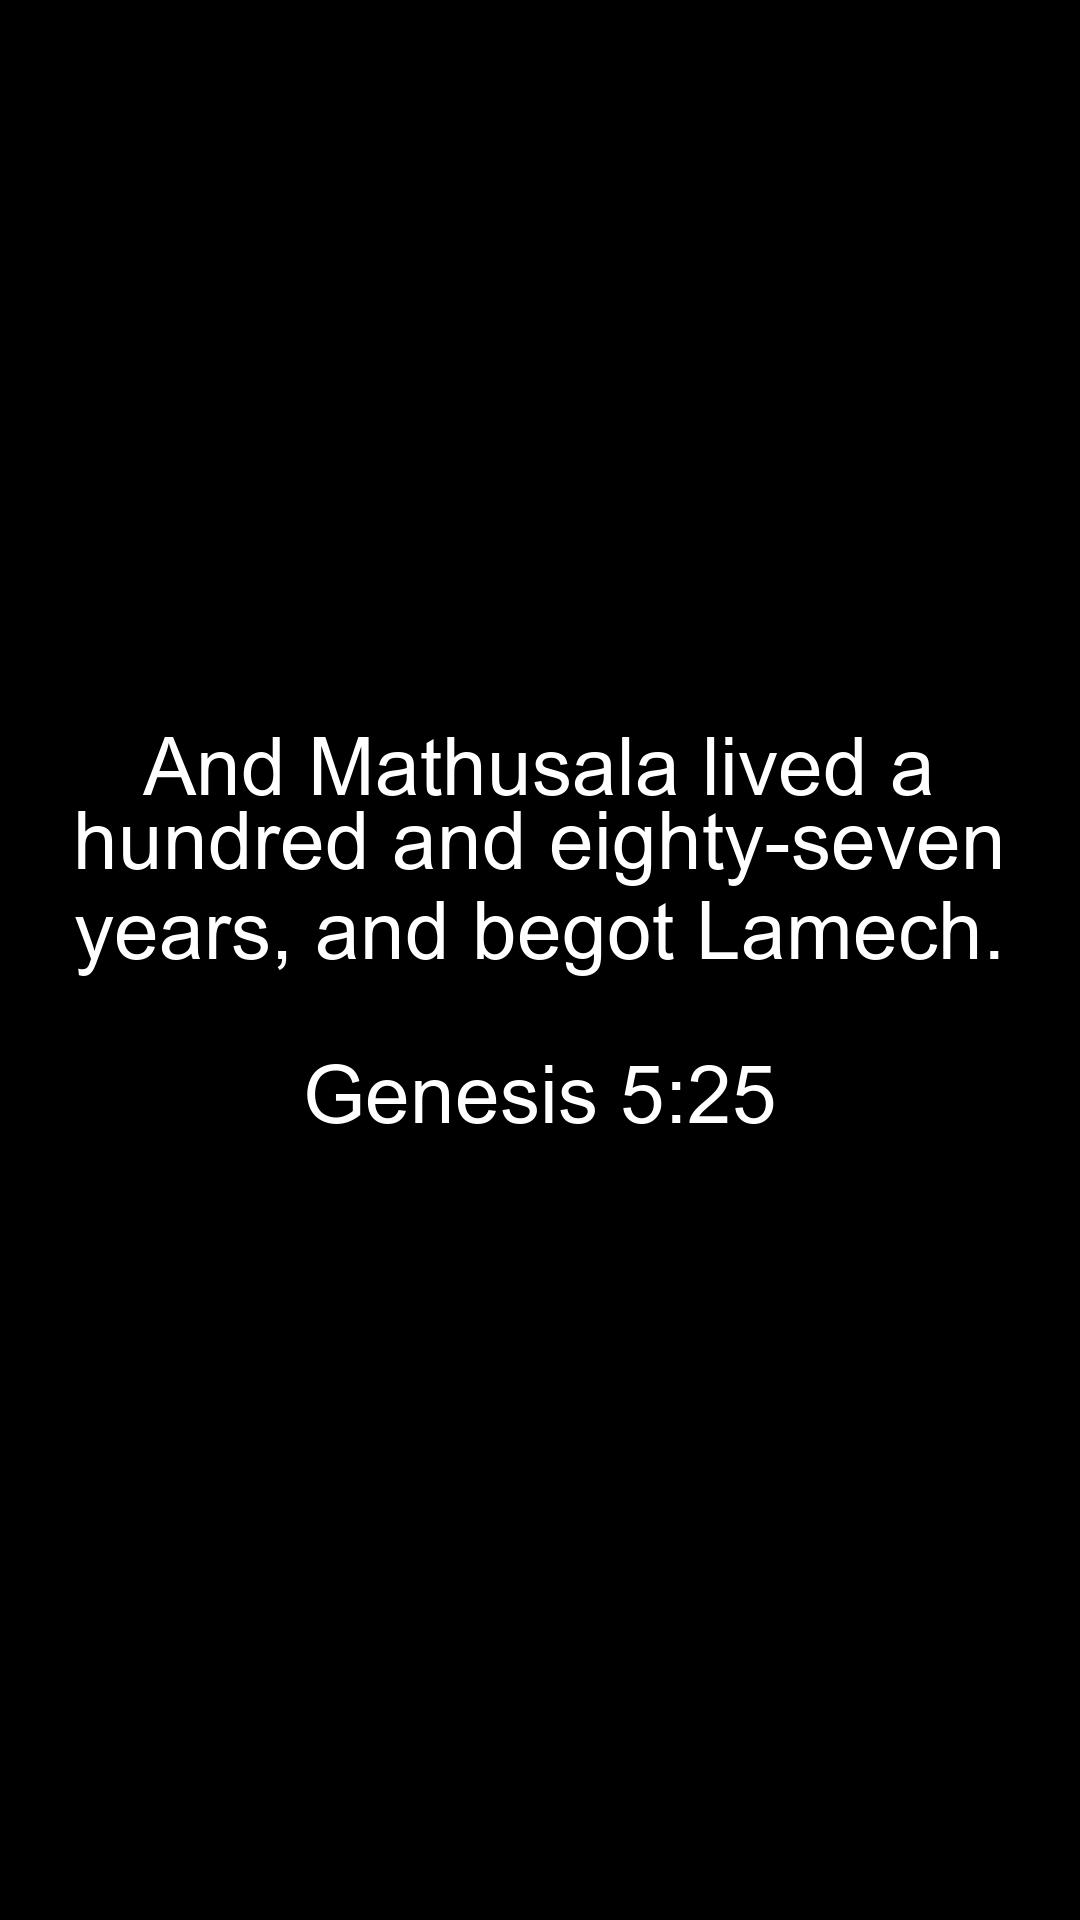 And Mathusala lived a
hundred and eighty-seven
years, and begot Lamech.
Genesis 5:25